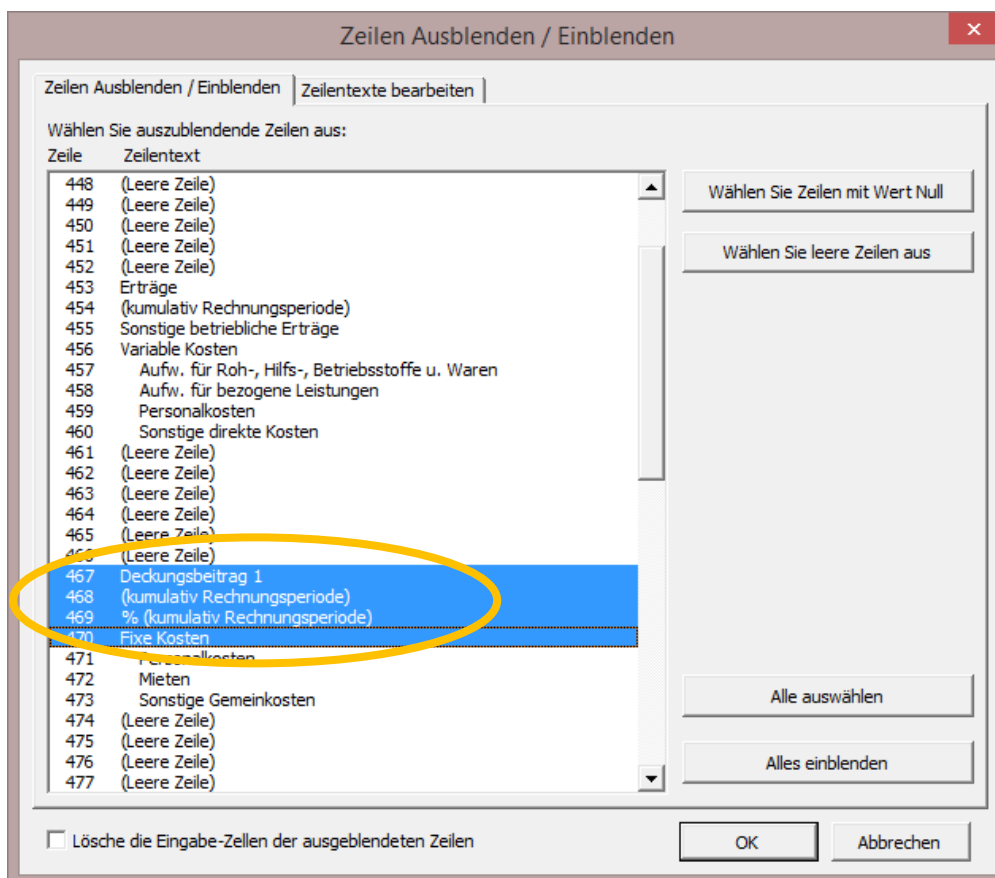 Zeilen Ausblenden / Einblenden
Zeilen Ausblenden / Einblenden Zeilentexte bearbeiten
Wählen Sie auszublendende Zeilen aus:
Zeile Zeilentext
448 (Leere Zeile)
449 (Leere Zeile)
450 (Leere Zeile)
451 (Leere Zeile)
452 (Leere Zeile)
453 Erträge
454 (kumulativ Rechnungsperiode)
455 Sonstige betriebliche Erträge
456 Variable Kosten
457 Aufw. für Roh-, Hilfs-, Betriebsstoffe u. Waren
458 Aufw. für bezogene Leistungen
459 Personalkosten
460 Sonstige direkte Kosten
461 (Leere Zeile)
462 (Leere Zeile)
463 (Leere Zeile)
464 (Leere Zeile)
465 (Leere Zeile)
466 (Leere Zeile)
467 Deckungsbeitrag 1
468 (kumulativ Rechnungsperiode)
469 % (kumulativ Rechnungsperiode)
470 Fixe Kosten
471 Personalkosten
472 Mieten
473 Sonstige Gemeinkosten
474 (Leere Zeile)
475 (Leere Zeile)
476 (Leere Zeile)
477 (Leere Zeile)
Wählen Sie Zeilen mit Wert Null
Wählen Sie leere Zeilen aus
Alle auswählen
Alles einblenden
Lösche die Eingabe-Zellen der ausgeblendeten Zeilen
OK
Abbrechen